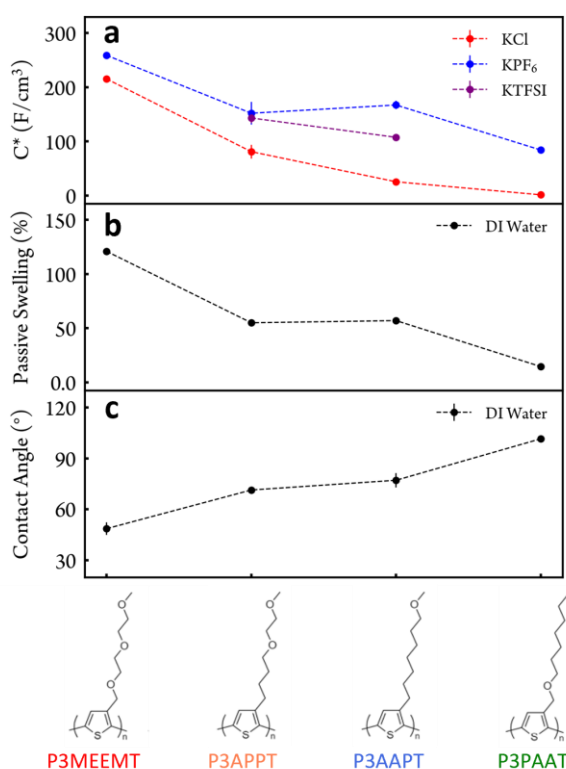 a
KCl
KPF₆
KTFSI
C* (F/cm³)
300
200
100
0
b
DI Water
Passive Swelling (%)
150
100
50
0.0
c
DI Water
Contact Angle (°)
120
90
60
30
O
O
O
O
O
O
O
S
S
S
S
n
n
n
n
P3MEEMT
P3APPT
P3AAPT
P3PAAT